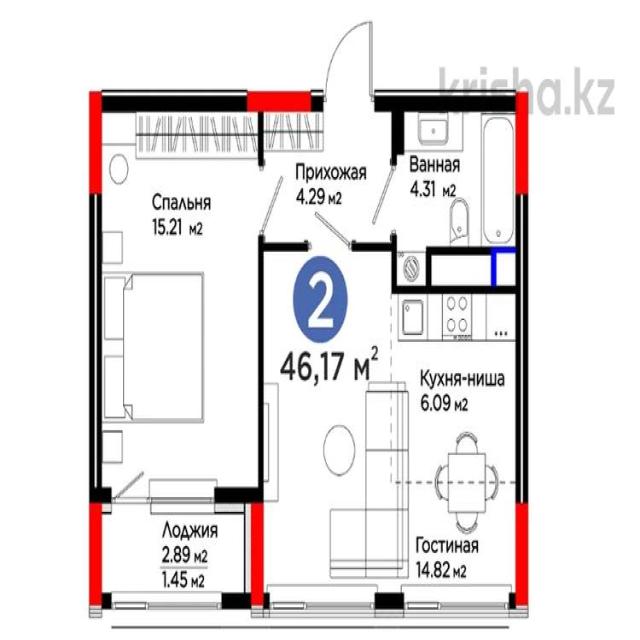 krisha.kz
Прихожая
4.29 м2
Ванная
4.31 м2
Спальня
15.21 м2
2
46,17 м²
Кухня-ниша
6.09 м2
Гостиная
14.82 м2
Лоджия
2.89 м2
1.45 м2